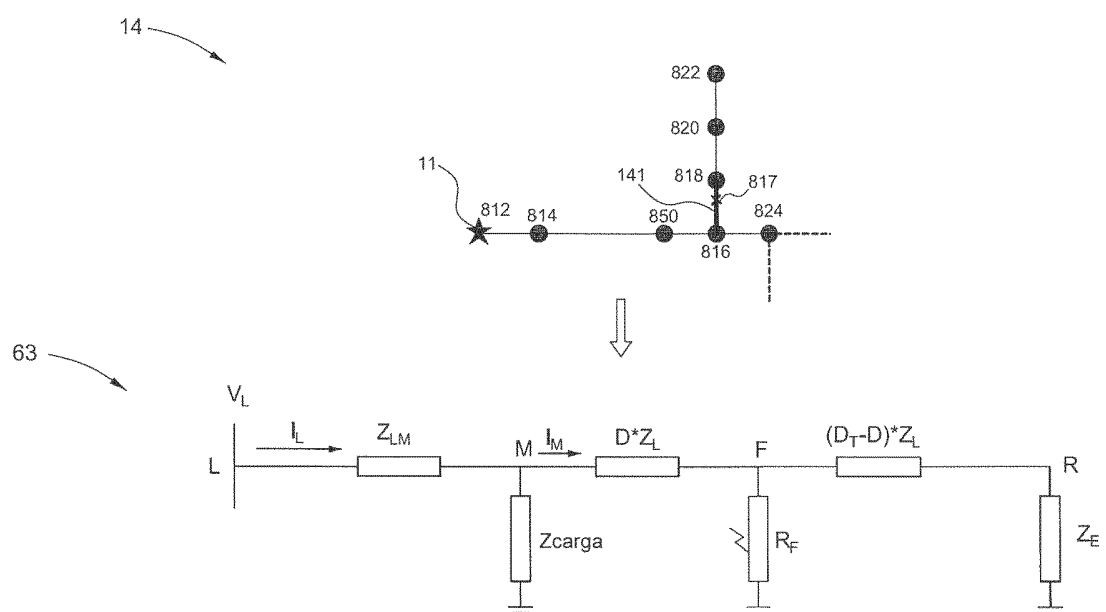 14
822
820
11
818
817
141
812
814
850
824
816
63
V_L
I_L
Z_LM
M
I_M
D*Z_L
F
(D_T-D)*Z_L
L
R
Zcarga
R_F
Z_E